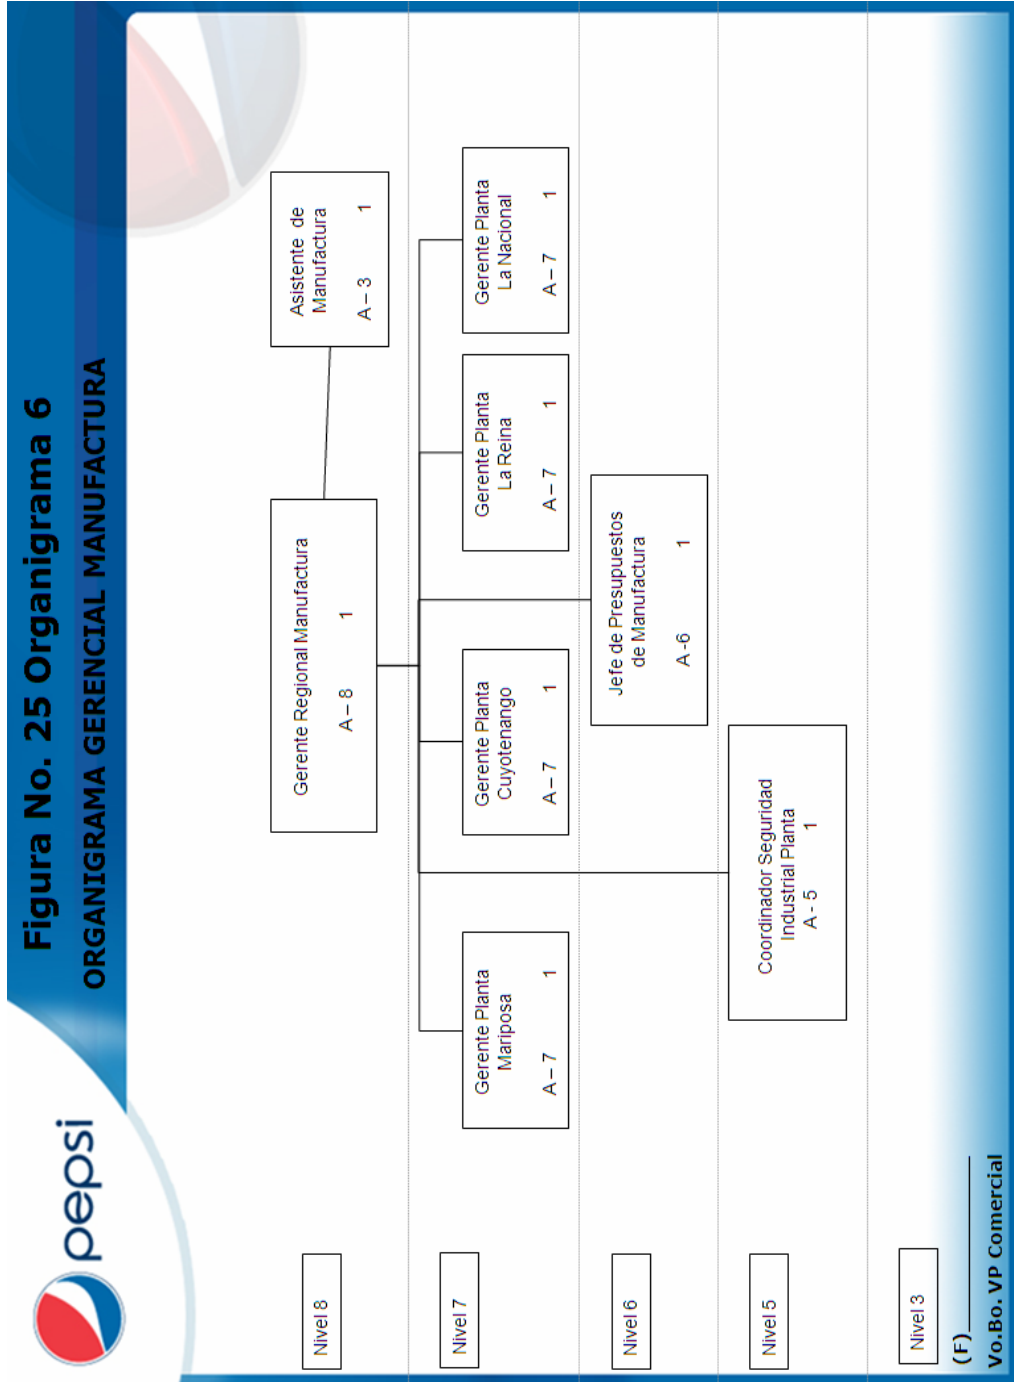 Figura No. 25 Organigrama 6
ORGANIGRAMA GERENCIAL MANUFACTURA
pepsi
Nivel 8
Gerente Regional Manufactura
A – 8 1
Asistente de
Manufactura
A – 3 1
Nivel 7
Gerente Planta
Mariposa
A – 7 1
Gerente Planta
Cuyotenango
A – 7 1
Gerente Planta
La Reina
A – 7 1
Gerente Planta
La Nacional
A – 7 1
Nivel 6
Jefe de Presupuestos
de Manufactura
A -6 1
Nivel 5
Coordinador Seguridad
Industrial Planta
A - 5 1
Nivel 3
(F)________________
Vo.Bo. VP Comercial